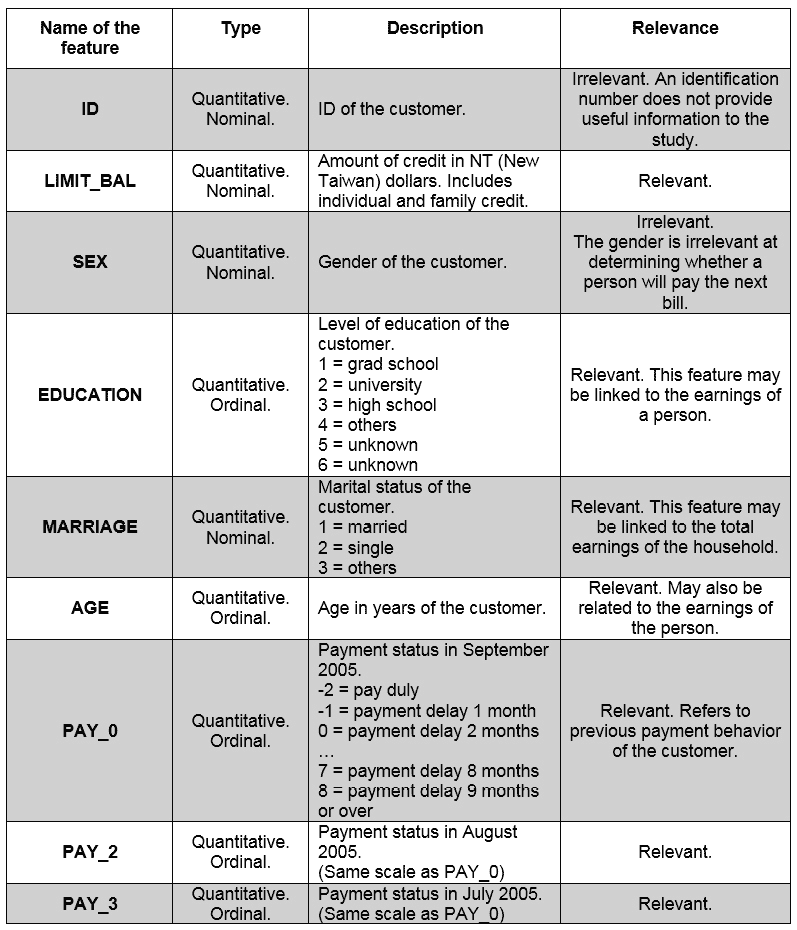 Name of the feature
Type
Description
Relevance
ID
Quantitative.
Nominal.
ID of the customer.
Irrelevant. An identification
number does not provide
useful information to the
study.
LIMIT_BAL
Quantitative.
Nominal.
Amount of credit in NT (New
Taiwan) dollars. Includes
individual and family credit.
Relevant.
SEX
Quantitative.
Nominal.
Gender of the customer.
Irrelevant.
The gender is irrelevant at
determining whether a
person will pay the next
bill.
EDUCATION
Quantitative.
Ordinal.
Level of education of the
customer.
1 = grad school
2 = university
3 = high school
4 = others
5 = unknown
6 = unknown
Relevant. This feature may
be linked to the earnings of
a person.
MARRIAGE
Quantitative.
Nominal.
Marital status of the
customer.
1 = married
2 = single
3 = others
Relevant. This feature may
be linked to the total
earnings of the household.
AGE
Quantitative.
Ordinal.
Age in years of the customer.
Relevant. May also be
related to the earnings of
the person.
PAY_0
Quantitative.
Ordinal.
Payment status in September
2005.
-2 = pay duly
-1 = payment delay 1 month
0 = payment delay 2 months
…
7 = payment delay 8 months
8 = payment delay 9 months
or over
Relevant. Refers to
previous payment behavior
of the customer.
PAY_2
Quantitative.
Ordinal.
Payment status in August
2005.
(Same scale as PAY_0)
Relevant.
PAY_3
Quantitative.
Ordinal.
Payment status in July 2005.
(Same scale as PAY_0)
Relevant.